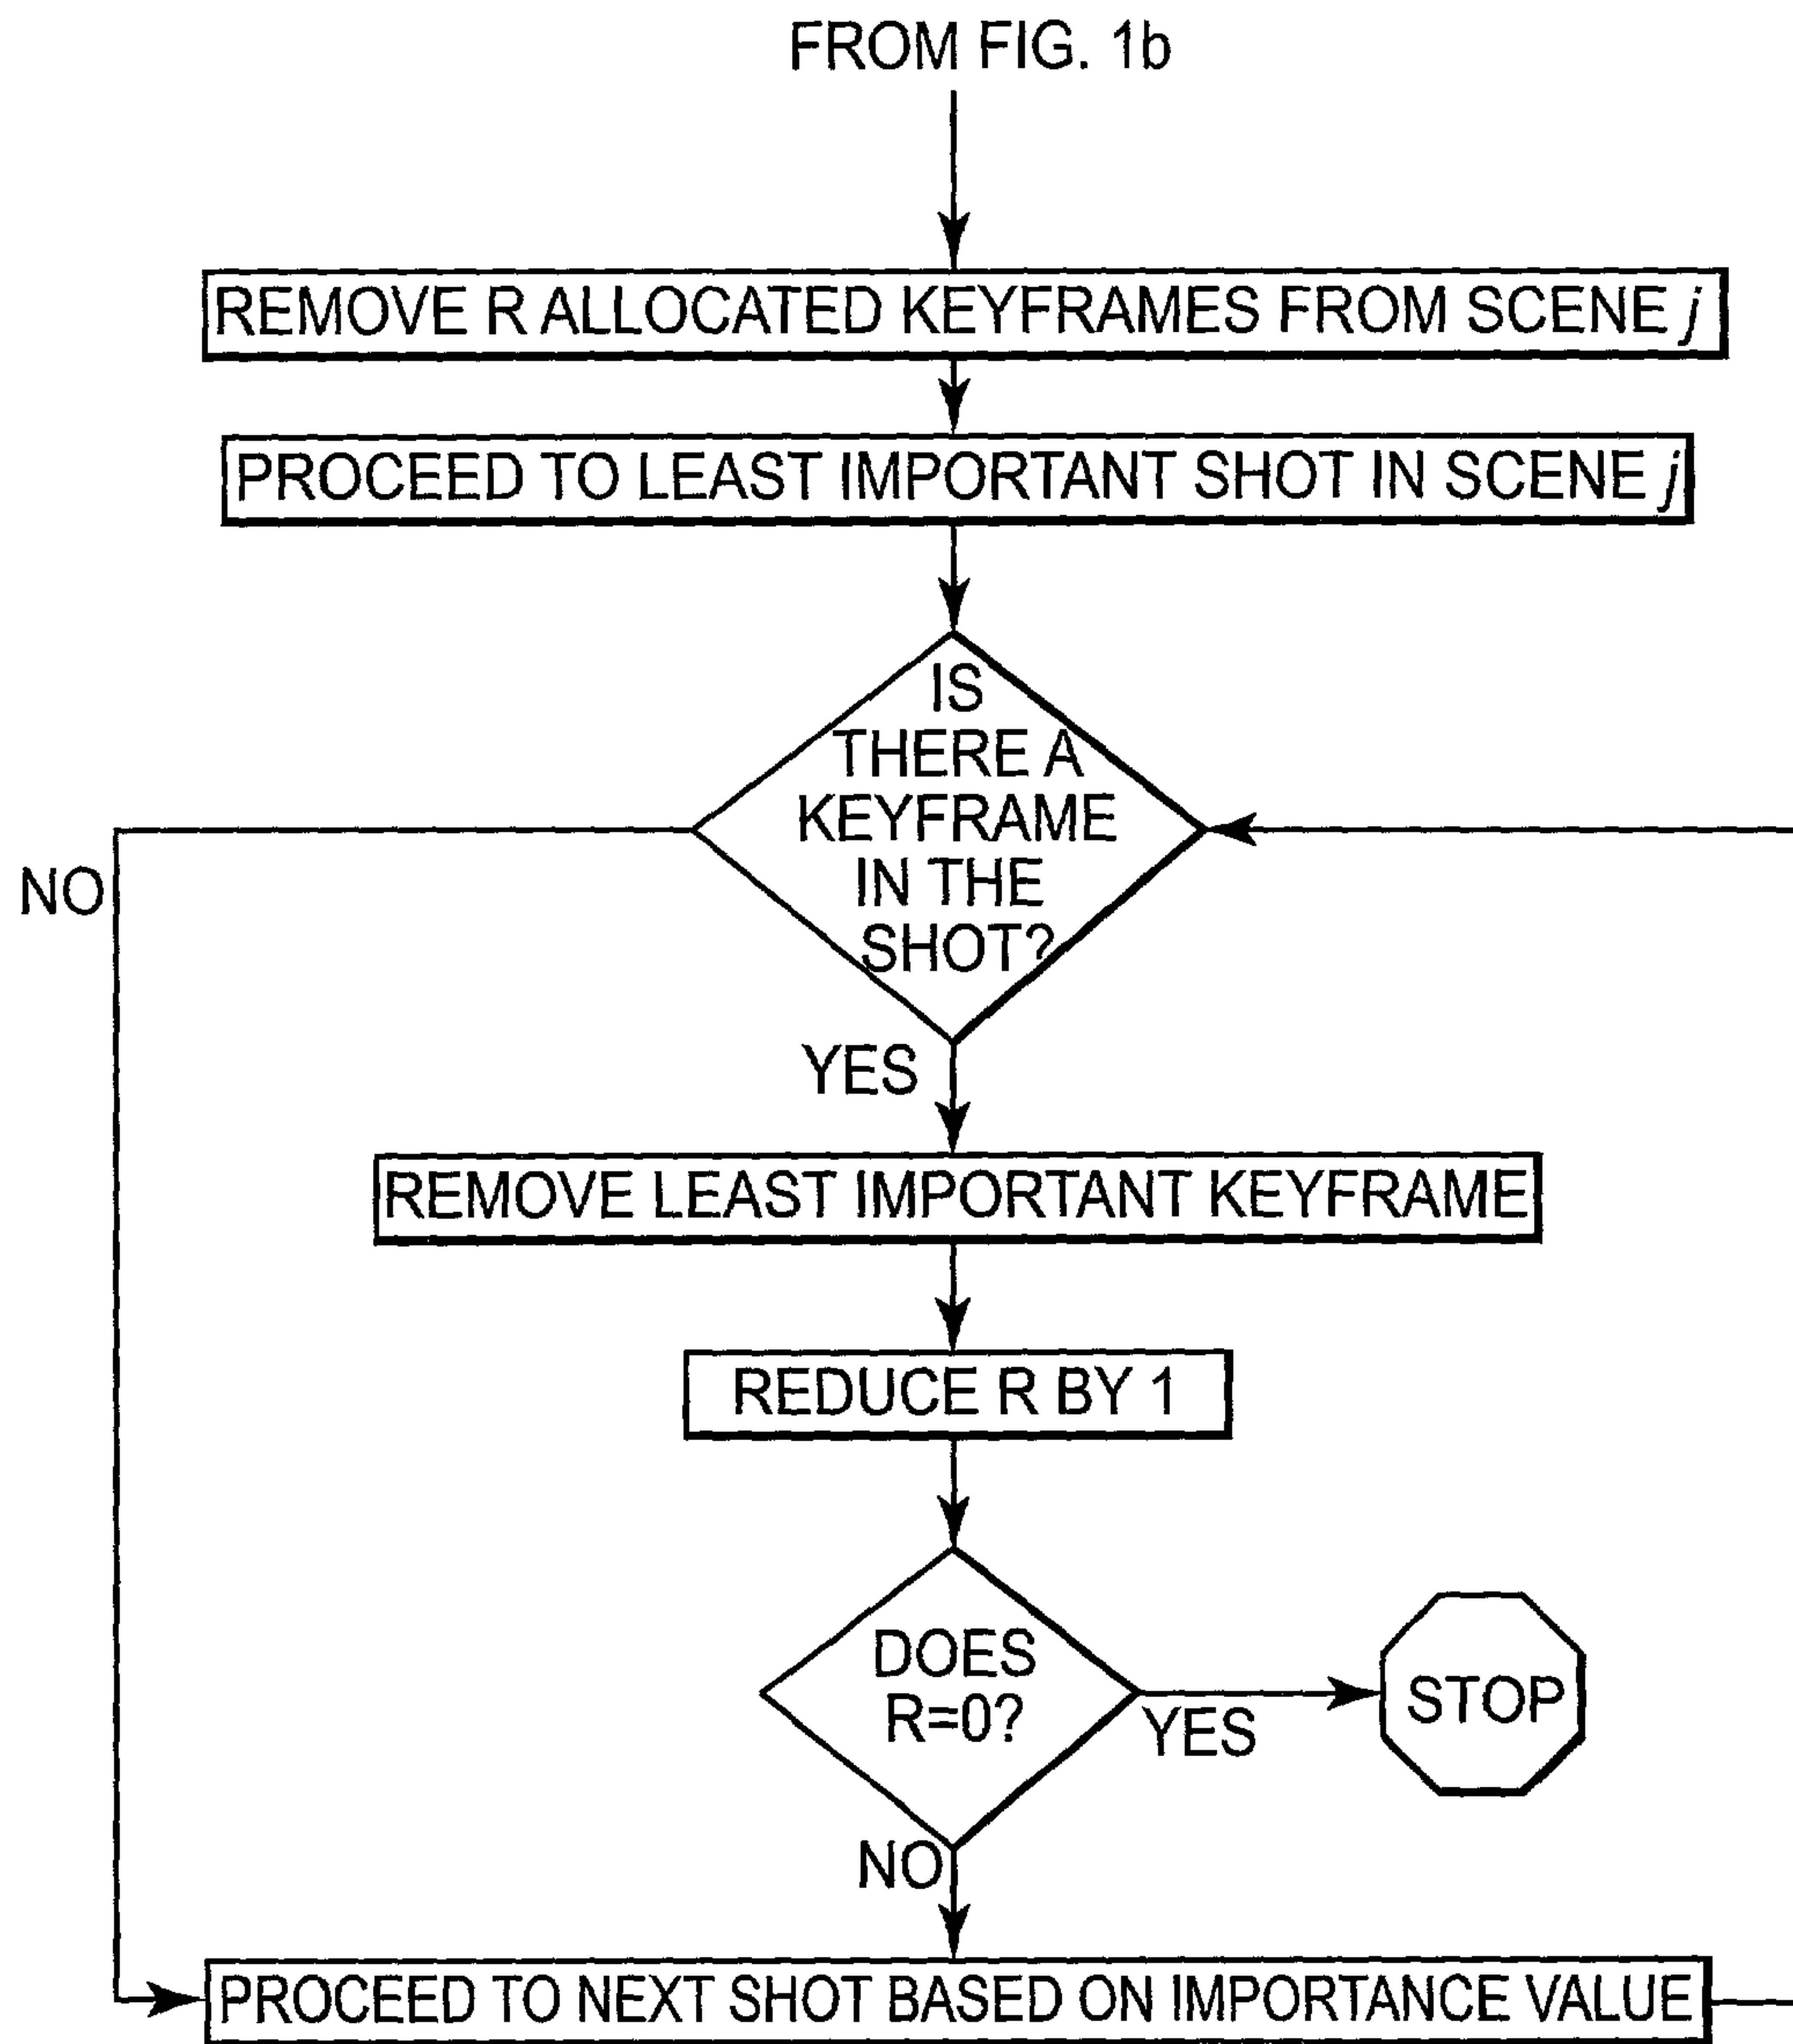 FROM FIG. 1b
REMOVE R ALLOCATED KEYFRAMES FROM SCENE j
PROCEED TO LEAST IMPORTANT SHOT IN SCENE j
IS
THERE A
KEYFRAME
IN THE
SHOT?
NO
YES
REMOVE LEAST IMPORTANT KEYFRAME
REDUCE R BY 1
DOES
R=0?
YES
STOP
NO
PROCEED TO NEXT SHOT BASED ON IMPORTANCE VALUE